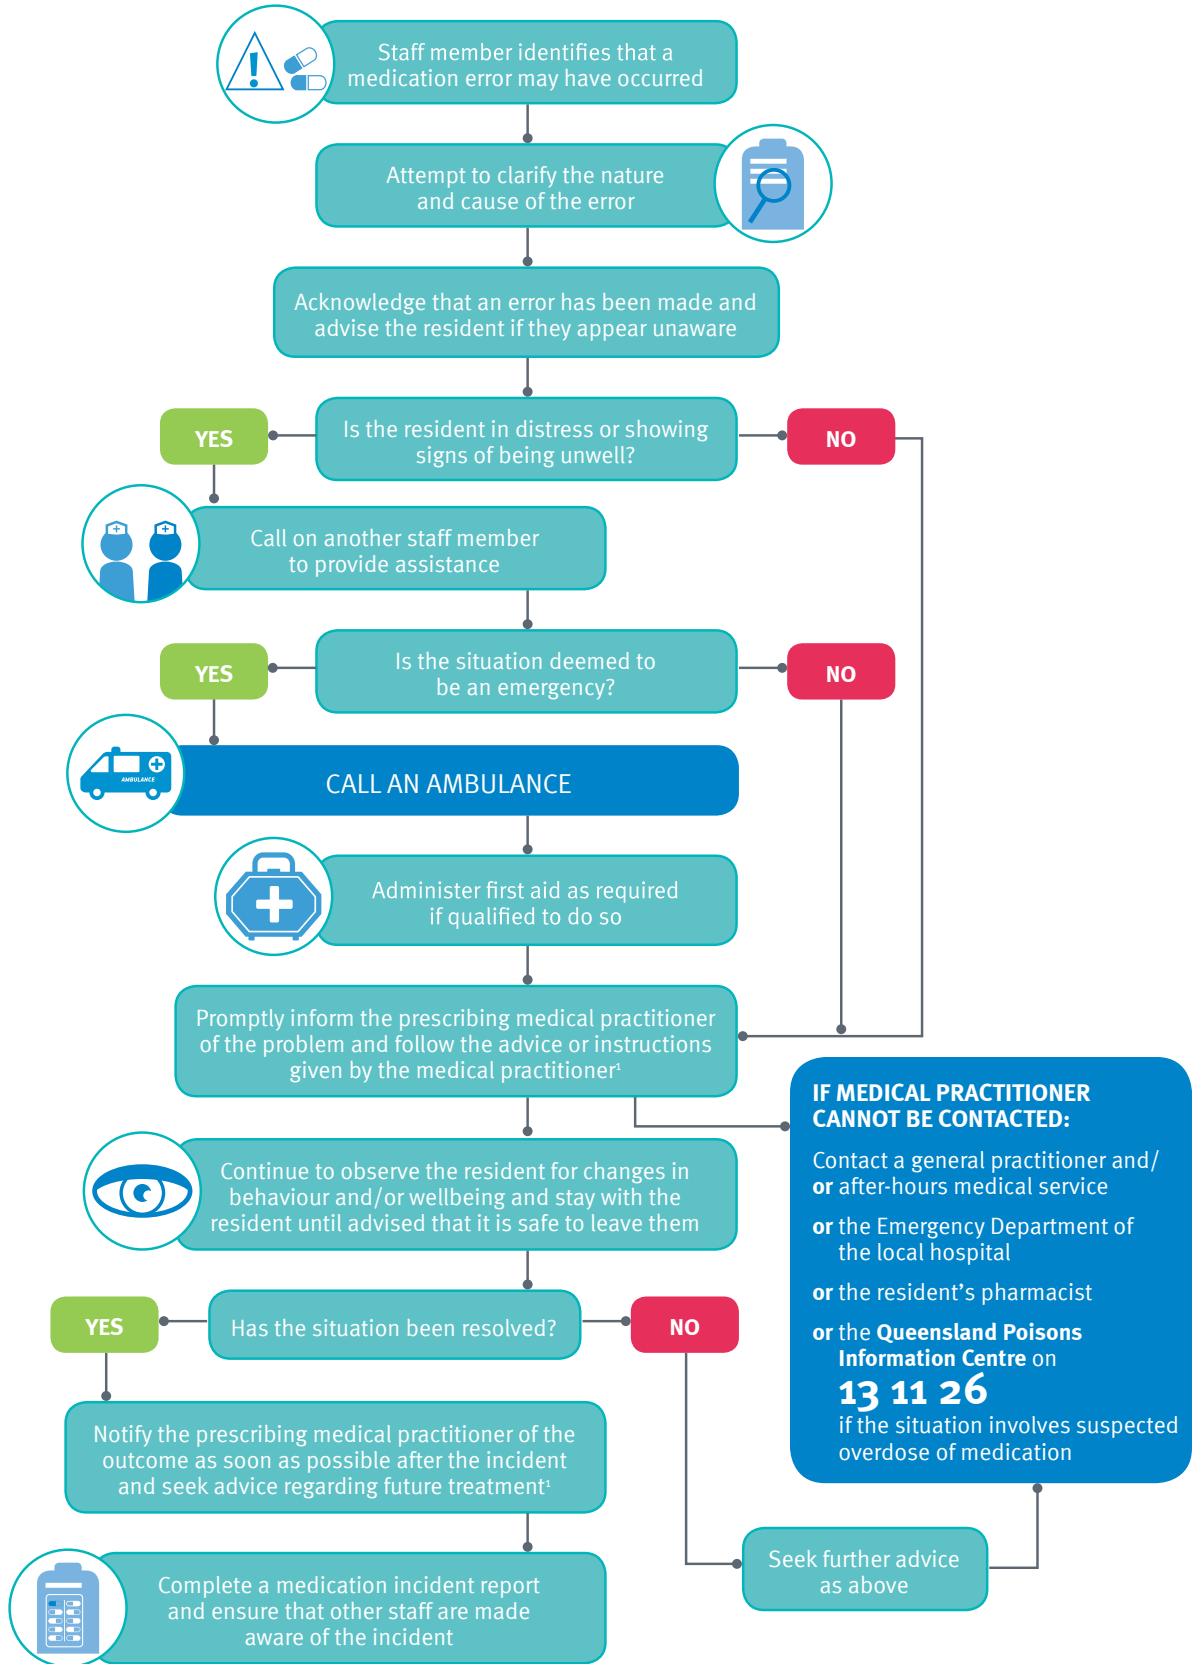 Staff member identifies that a
medication error may have occurred
Attempt to clarify the nature
and cause of the error
Acknowledge that an error has been made and
advise the resident if they appear unaware
Is the resident in distress or showing
signs of being unwell?
YES
NO
Call on another staff member
to provide assistance
Is the situation deemed to
be an emergency?
YES
NO
AMBULANCE
CALL AN AMBULANCE
Administer first aid as required
if qualified to do so
Promptly inform the prescribing medical practitioner
of the problem and follow the advice or instructions
given by the medical practitioner¹
IF MEDICAL PRACTITIONER
CANNOT BE CONTACTED:
Contact a general practitioner and/
or after-hours medical service
or the Emergency Department of
the local hospital
or the resident’s pharmacist
or the Queensland Poisons
Information Centre on
13 11 26
if the situation involves suspected
overdose of medication
Continue to observe the resident for changes in
behaviour and/or wellbeing and stay with the
resident until advised that it is safe to leave them
Has the situation been resolved?
YES
NO
Notify the prescribing medical practitioner of the
outcome as soon as possible after the incident
and seek advice regarding future treatment¹
Seek further advice
as above
Complete a medication incident report
and ensure that other staff are made
aware of the incident